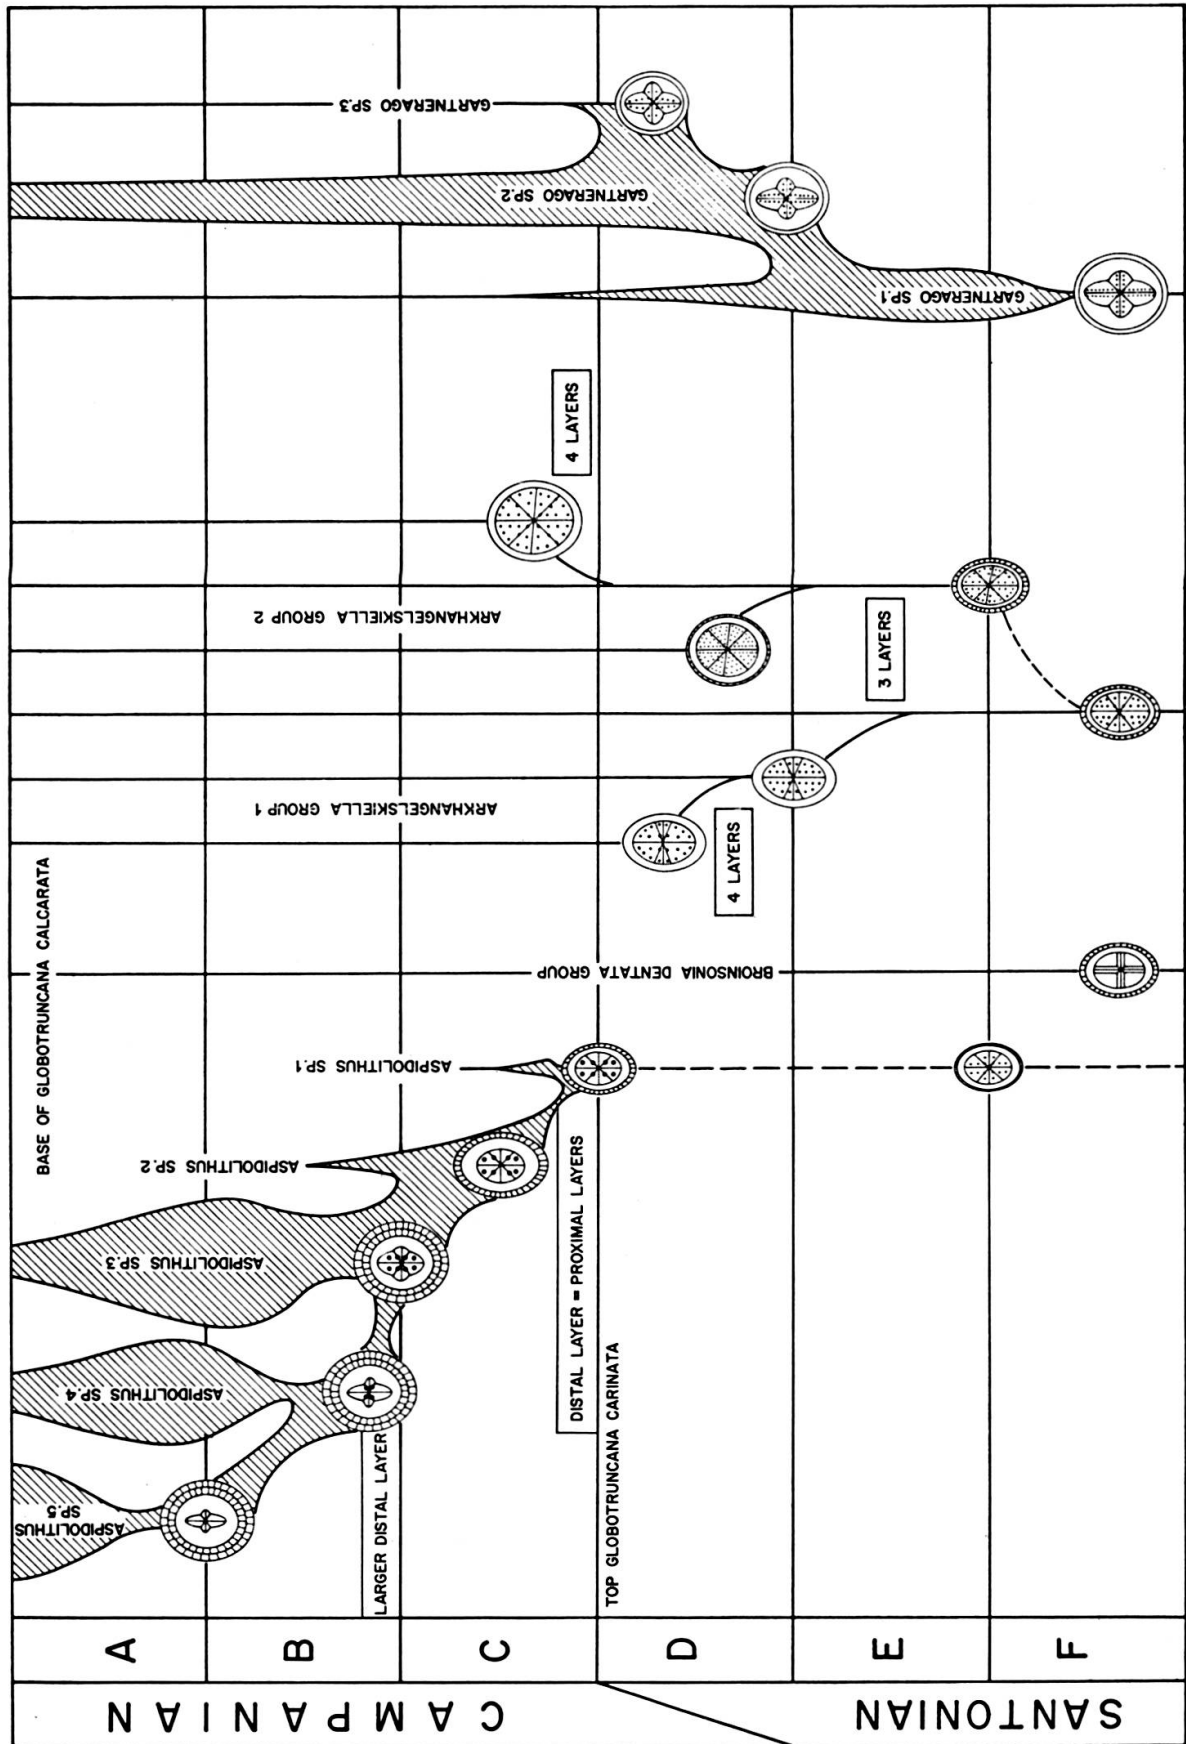 BASE OF GLOBOTRUNCANA CALCARATA
GARTNERAGO SP.3
GARTNERAGO SP.2
GARTNERAGO SP.1
4 LAYERS
ARKHANGELSKIELLA GROUP 2
3 LAYERS
ARKHANGELSKIELLA GROUP 1
4 LAYERS
BROINSONIA DENTATA GROUP
ASPIDOLITHUS SP.1
ASPIDOLITHUS SP.2
ASPIDOLITHUS SP.3
ASPIDOLITHUS SP.4
ASPIDOLITHUS
SP.5
DISTAL LAYER = PROXIMAL LAYERS
LARGER DISTAL LAYER
TOP GLOBOTRUNCANA CARINATA
A
B
C
D
E
F
CAMPANIAN
SANTONIAN